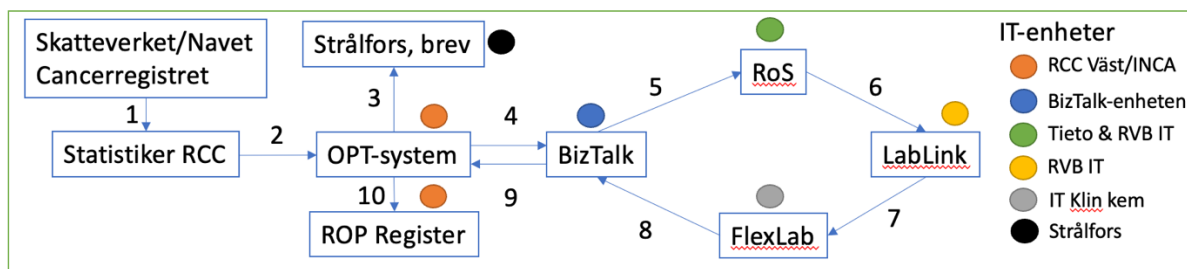 Skatteverket/Navet
Cancerregistret
1
Statistiker RCC
2
Strålfors, brev
3
OPT-system
4
BizTalk
5
RoS
6
LabLink
7
FlexLab
8
9
10
ROP Register
IT-enheter
RCC Väst/INCA
BizTalk-enheten
Tieto & RVB IT
RVB IT
IT Klin kem
Strålfors